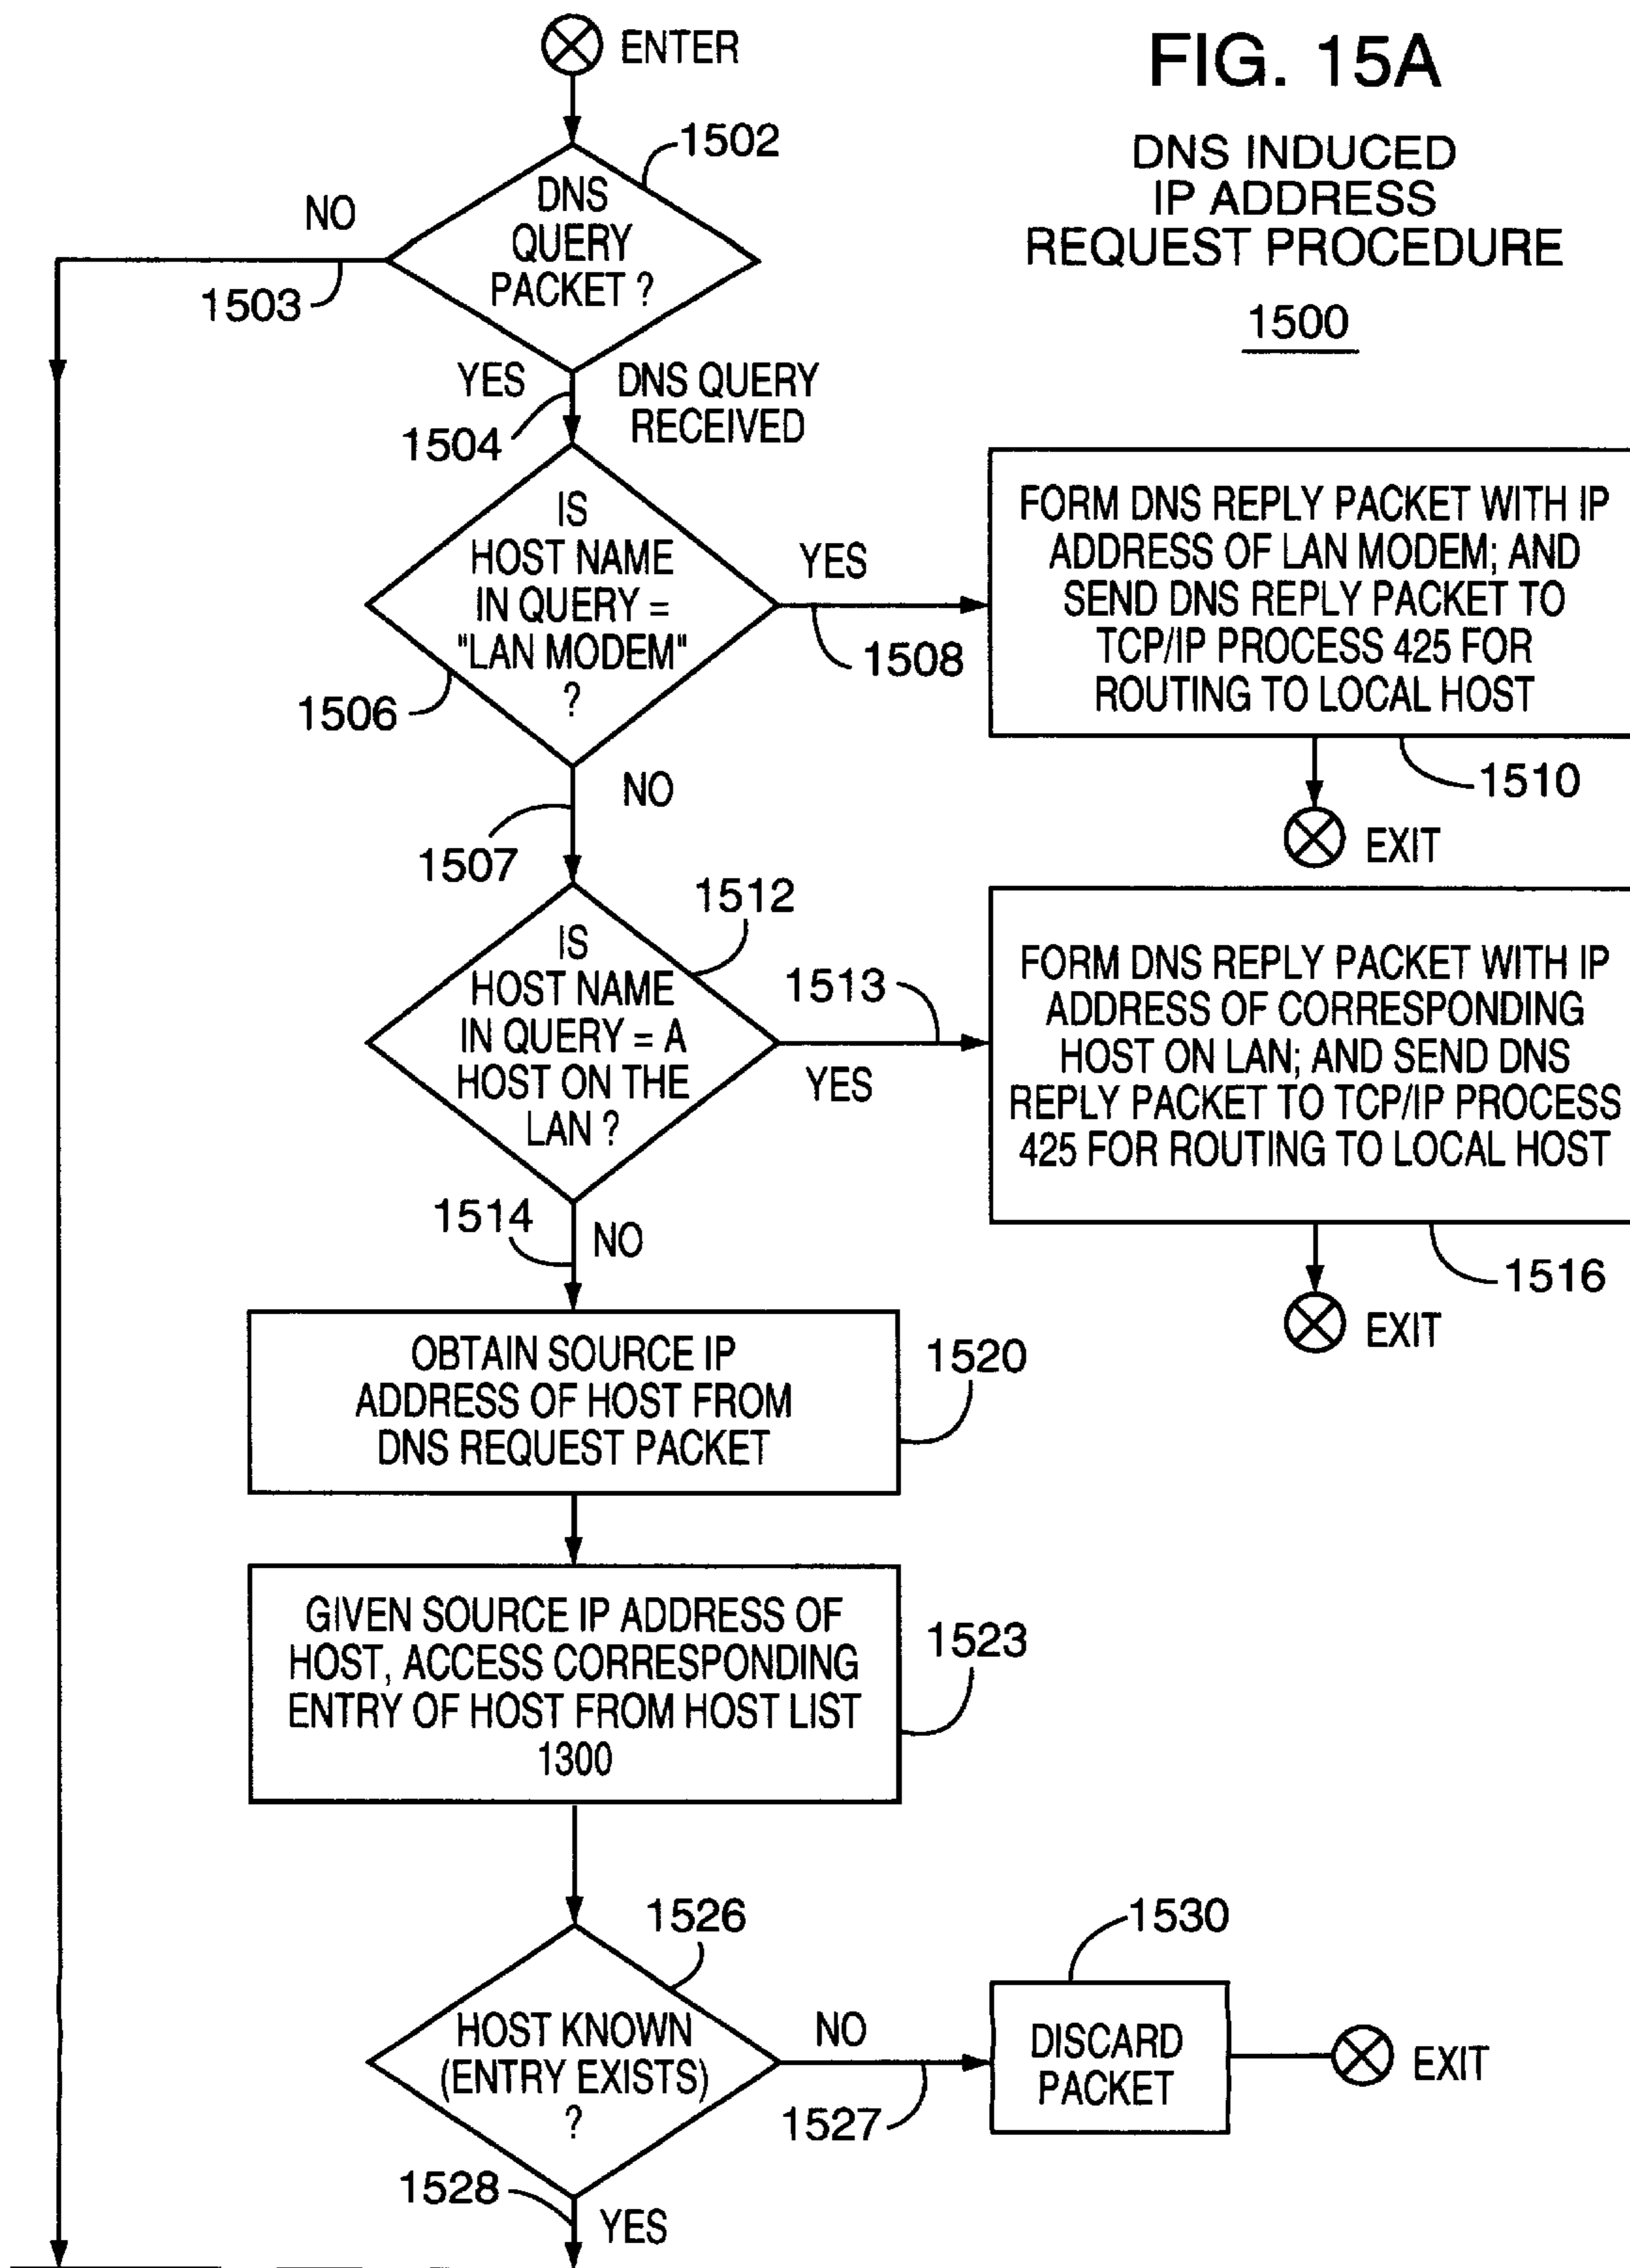 ENTER
FIG. 15A
DNS INDUCED
IP ADDRESS
REQUEST PROCEDURE
1500
1502
DNS
QUERY
PACKET ?
NO
1503
YES
DNS QUERY
RECEIVED
1504
IS
HOST NAME
IN QUERY =
"LAN MODEM"
?
1506
YES
1508
FORM DNS REPLY PACKET WITH IP
ADDRESS OF LAN MODEM; AND
SEND DNS REPLY PACKET TO
TCP/IP PROCESS 425 FOR
ROUTING TO LOCAL HOST
1510
EXIT
NO
1507
1512
IS
HOST NAME
IN QUERY = A
HOST ON THE
LAN ?
1513
YES
FORM DNS REPLY PACKET WITH IP
ADDRESS OF CORRESPONDING
HOST ON LAN; AND SEND DNS
REPLY PACKET TO TCP/IP PROCESS
425 FOR ROUTING TO LOCAL HOST
1516
EXIT
1514
NO
OBTAIN SOURCE IP
ADDRESS OF HOST FROM
DNS REQUEST PACKET
1520
GIVEN SOURCE IP ADDRESS OF
HOST, ACCESS CORRESPONDING
ENTRY OF HOST FROM HOST LIST
1300
1523
1526
HOST KNOWN
(ENTRY EXISTS)
?
NO
1527
1530
DISCARD
PACKET
EXIT
1528
YES